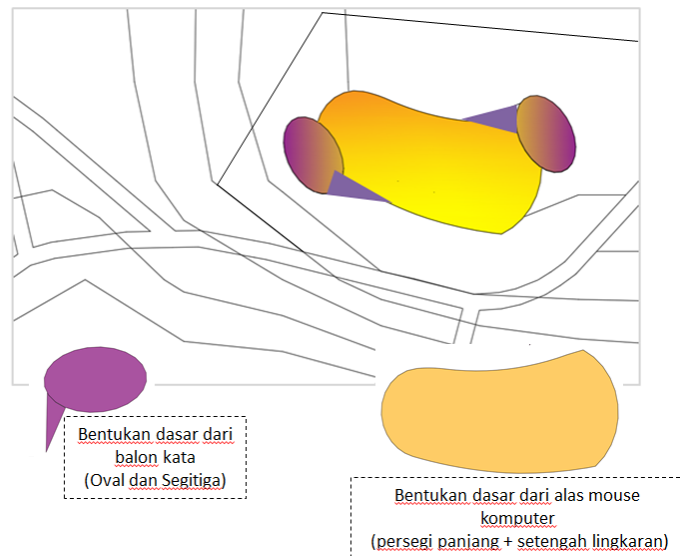 Bentukan dasar dari
balon kata
(Oval dan Segitiga)
Bentukan dasar dari alas mouse
komputer
(persegi panjang + setengah lingkaran)